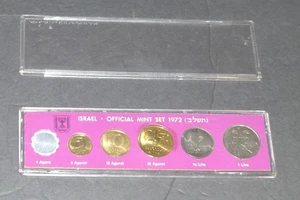 ISRAEL - OFFICIAL MINT SET 1972 (תשל"ב)
1 Agora 5 Agorot 10 Agorot 25 Agorot ½ Lira 1 Lira